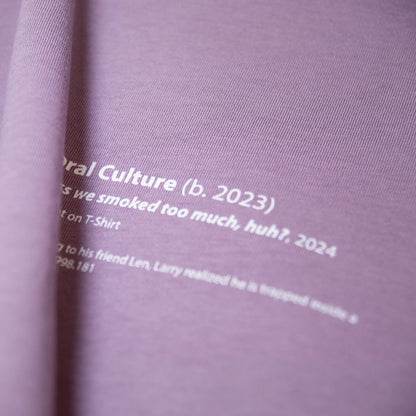 Oral Culture (b. 2023)
s we smoked too much, huh?, 2024
t on T-Shirt
g to his friend Len, Larry realized he is trapped inside a
998.181